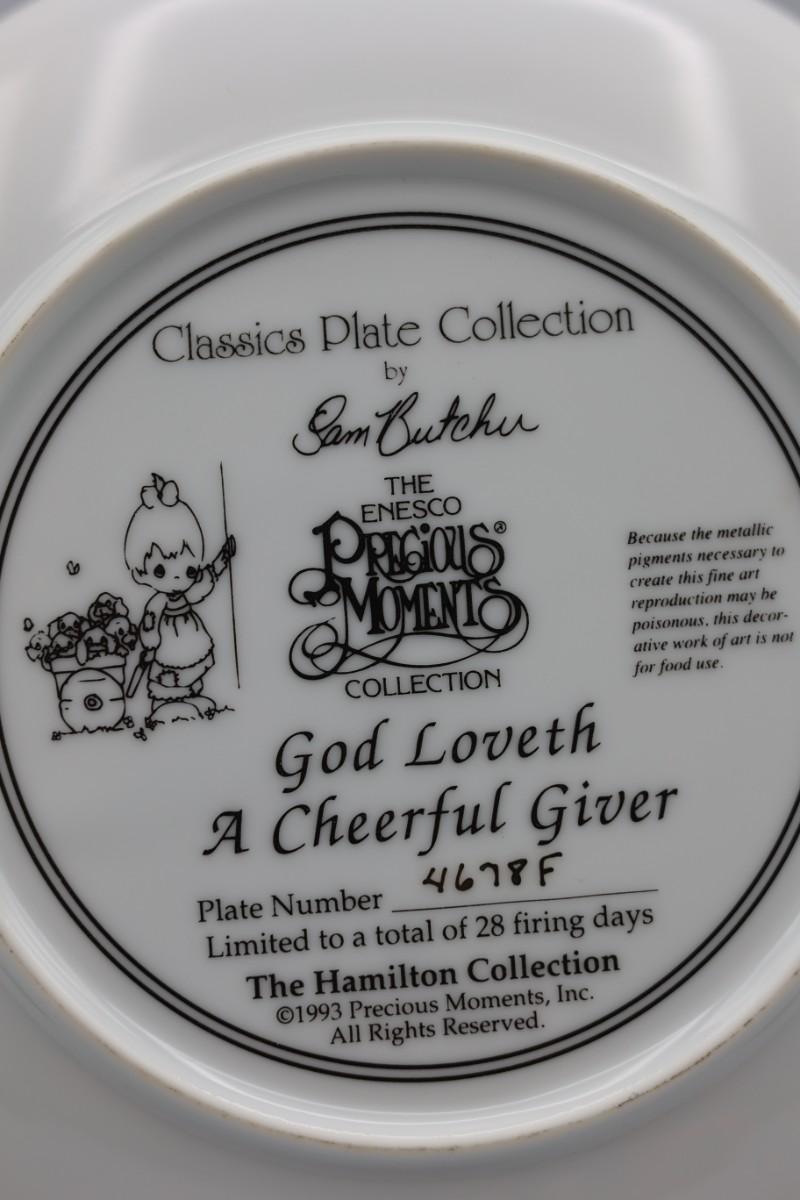 Classics Plate Collection
by
Sam Butcher
THE
ENESCO
PRECIOUS®
MOMENTS
COLLECTION
Because the metallic
pigments necessary to
create this fine art
reproduction may be
poisonous, this decor-
ative work of art is not
for food use.
God Loveth
A Cheerful Giver
Plate Number 4678F
Limited to a total of 28 firing days
The Hamilton Collection
©1993 Precious Moments, Inc.
All Rights Reserved.